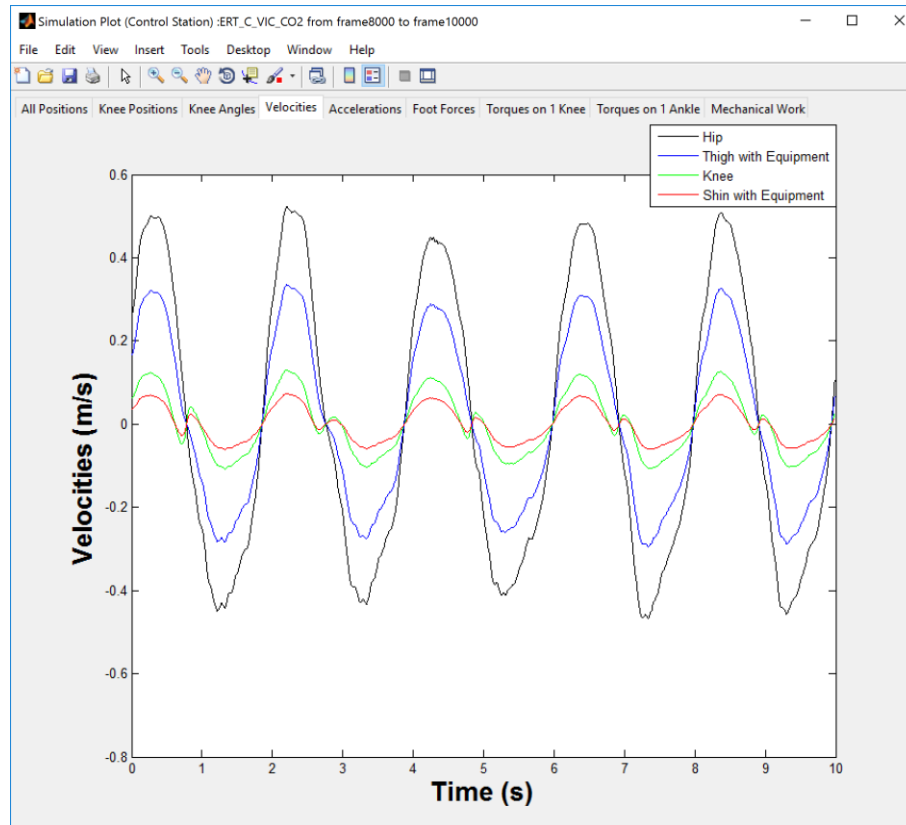 Simulation Plot (Control Station) :ERT_C_VIC_CO2 from frame8000 to frame10000
File Edit View Insert Tools Desktop Window Help
All Positions Knee Positions Knee Angles Velocities Accelerations Foot Forces Torques on 1 Knee Torques on 1 Ankle Mechanical Work
Hip
Thigh with Equipment
Knee
Shin with Equipment
0.6
0.4
0.2
0
-0.2
-0.4
-0.6
-0.8
Velocities (m/s)
0 1 2 3 4 5 6 7 8 9 10
Time (s)